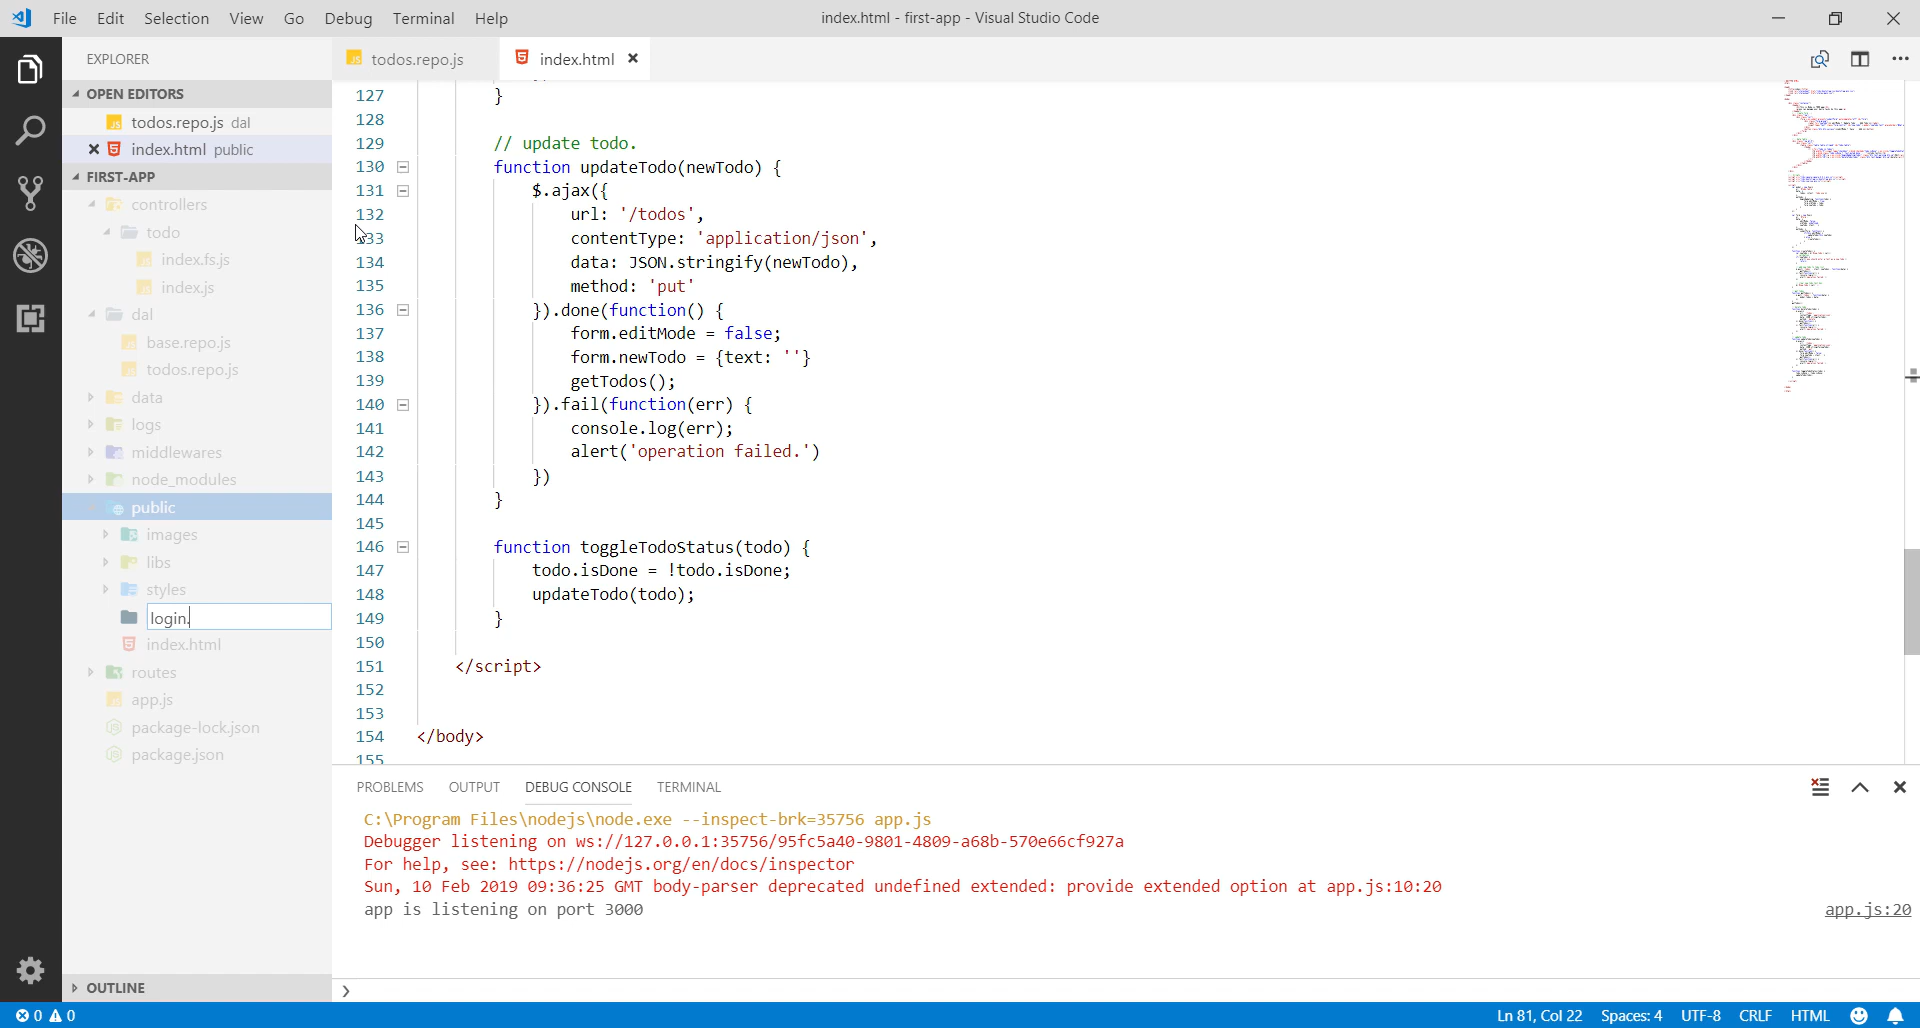 File Edit Selection View Go Debug Terminal Help
index.html - first-app - Visual Studio Code
EXPLORER
OPEN EDITORS
todos.repo.js dal
index.html public
FIRST-APP
controllers
todo
index.fs.js
index.js
dal
base.repo.js
todos.repo.js
data
logs
middlewares
node_modules
public
images
libs
styles
login.
index.html
routes
app.js
package-lock.json
package.json
OUTLINE
todos.repo.js
index.html
127 }
128
129 // update todo.
130 function updateTodo(newTodo) {
131 $.ajax({
132 url: '/todos',
33 contentType: 'application/json',
134 data: JSON.stringify(newTodo),
135 method: 'put'
136 }).done(function() {
137 form.editMode = false;
138 form.newTodo = {text: ''}
139 getTodos();
140 }).fail(function(err) {
141 console.log(err);
142 alert('operation failed.')
143 })
144 }
145
146 function toggleTodoStatus(todo) {
147 todo.isDone = !todo.isDone;
148 updateTodo(todo);
149 }
150
151 </script>
152
153
154 </body>
155
PROBLEMS OUTPUT DEBUG CONSOLE TERMINAL
C:\Program Files\nodejs\node.exe --inspect-brk=35756 app.js
Debugger listening on ws://127.0.0.1:35756/95fc5a40-9801-4809-a68b-570e66cf927a
For help, see: https://nodejs.org/en/docs/inspector
Sun, 10 Feb 2019 09:36:25 GMT body-parser deprecated undefined extended: provide extended option at app.js:10:20
app is listening on port 3000 app.js:20
0 0 Ln 81, Col 22 Spaces: 4 UTF-8 CRLF HTML